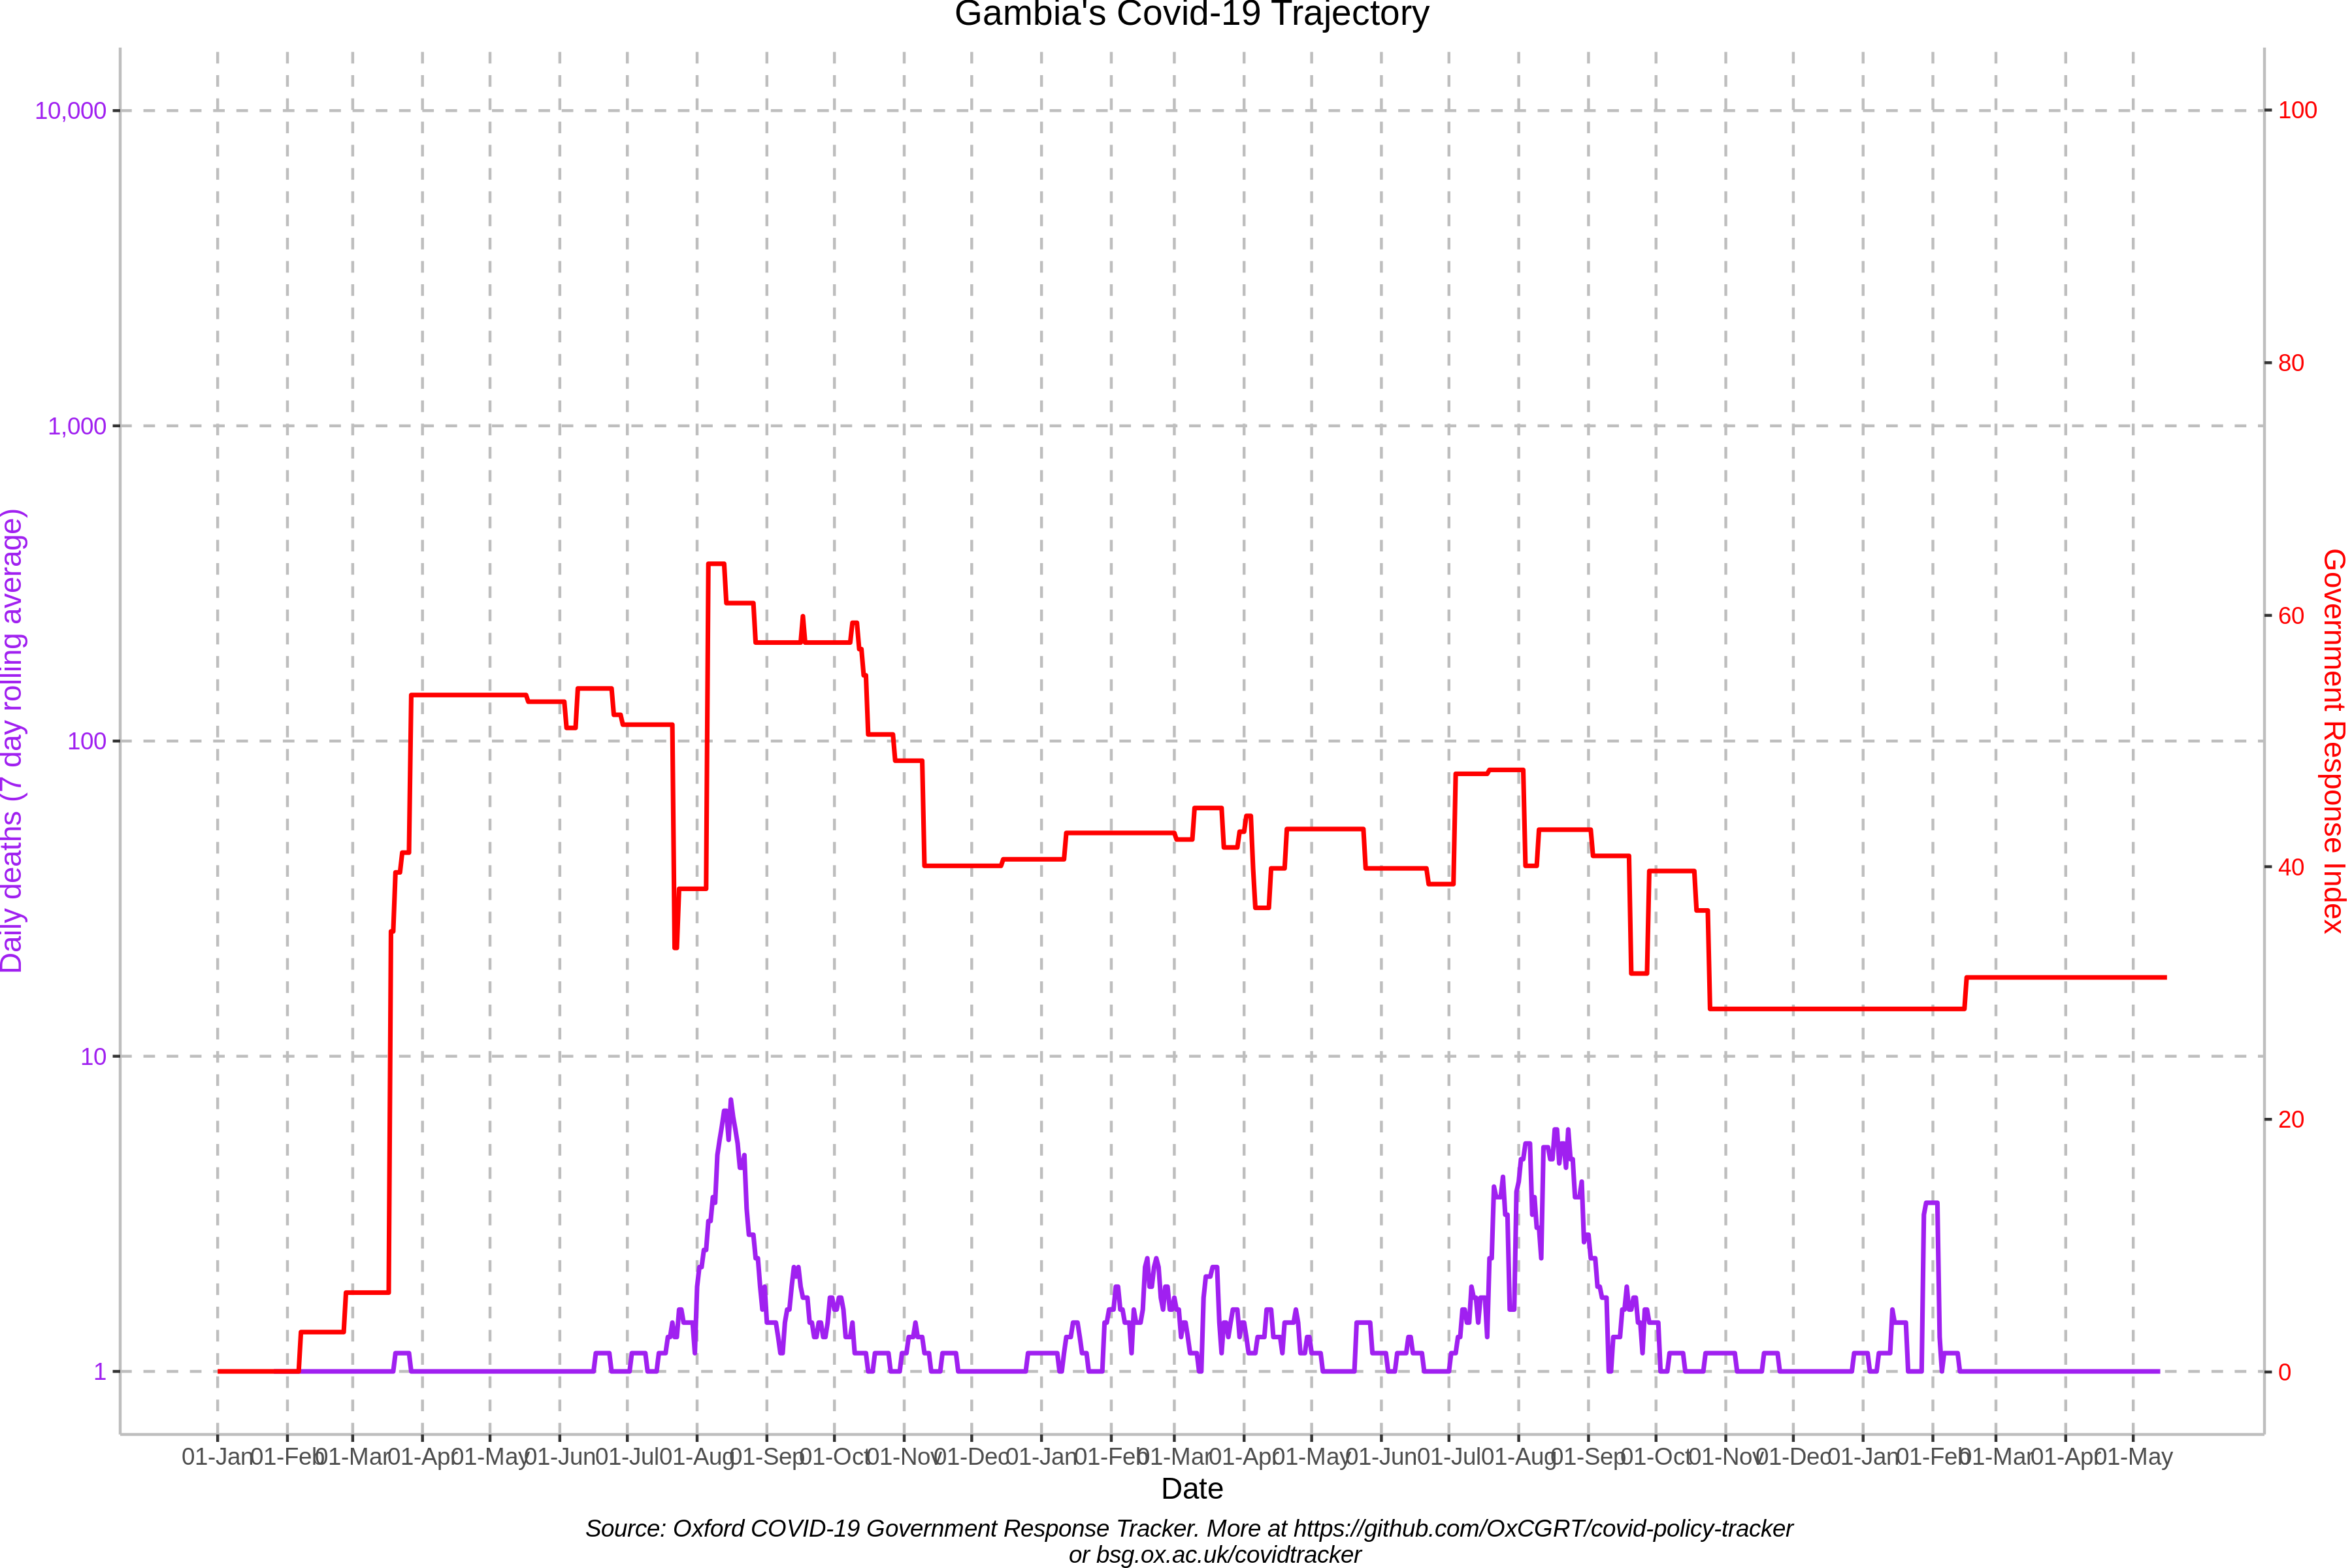 Gambia's Covid-19 Trajectory
10,000
1,000
100
10
1
Daily deaths (7 day rolling average)
100
80
60
40
20
0
Government Response Index
01-Jan 01-Feb 01-Mar 01-Apr 01-May 01-Jun 01-Jul 01-Aug 01-Sep 01-Oct 01-Nov 01-Dec 01-Jan 01-Feb 01-Mar 01-Apr 01-May 01-Jun 01-Jul 01-Aug 01-Sep 01-Oct 01-Nov 01-Dec 01-Jan 01-Feb 01-Mar 01-Apr 01-May
Date
Source: Oxford COVID-19 Government Response Tracker. More at https://github.com/OxCGRT/covid-policy-tracker
or bsg.ox.ac.uk/covidtracker